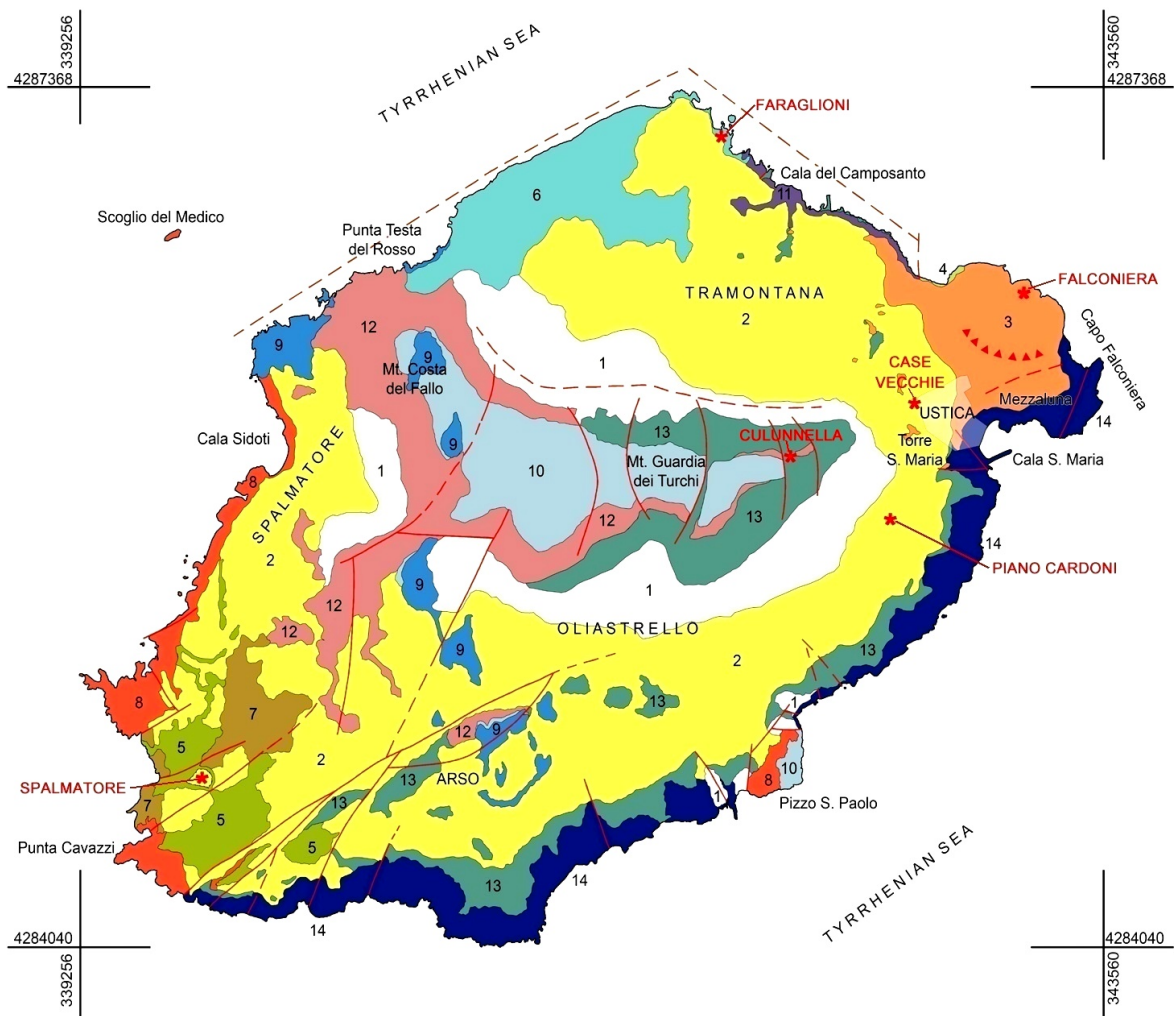 339256
343560
4287368
4287368
TYRRHENIAN SEA
FARAGLIONI
Cala del Camposanto
11
6
Scoglio del Medico
Punta Testa
del Rosso
4
FALCONIERA
TRAMONTANA
2
3
Capo Falconiera
12
9
9
Mt. Costa
del Fallo
1
CASE
VECCHIE
USTICA
Mezzaluna
14
Cala Sidoti
SPALMATORE
9
13
CULUNNELLA
Torre
S. Maria
Cala S. Maria
1
10
Mt. Guardia
dei Turchi
8
12
13
14
2
PIANO CARDONI
9
1
12
OLIASTRELLO
12
9
2
13
8
7
13
1
5
12
9
2
SPALMATORE
13
ARSO
8
10
7
13
1
5
Pizzo S. Paolo
Punta Cavazzi
5
13
14
14
TYRRHENIAN SEA
4284040
4284040
339256
343560